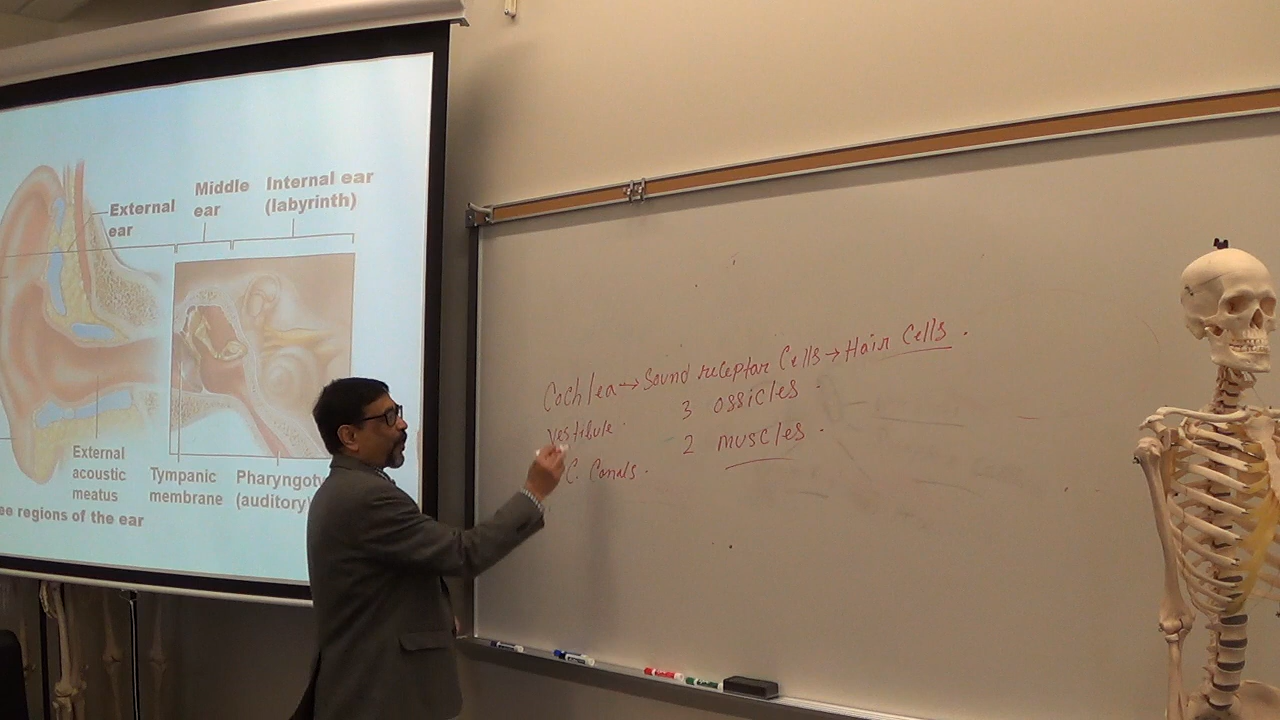 External
ear
Middle
ear
Internal ear
(labyrinth)
External
acoustic
meatus
Tympanic
membrane
Pharyngot
(auditory)
ee regions of the ear
Cochlea → Sound receptar Cells → Hair Cells .
Vestibule .
3 ossicles .
C. Canals .
2 muscles .